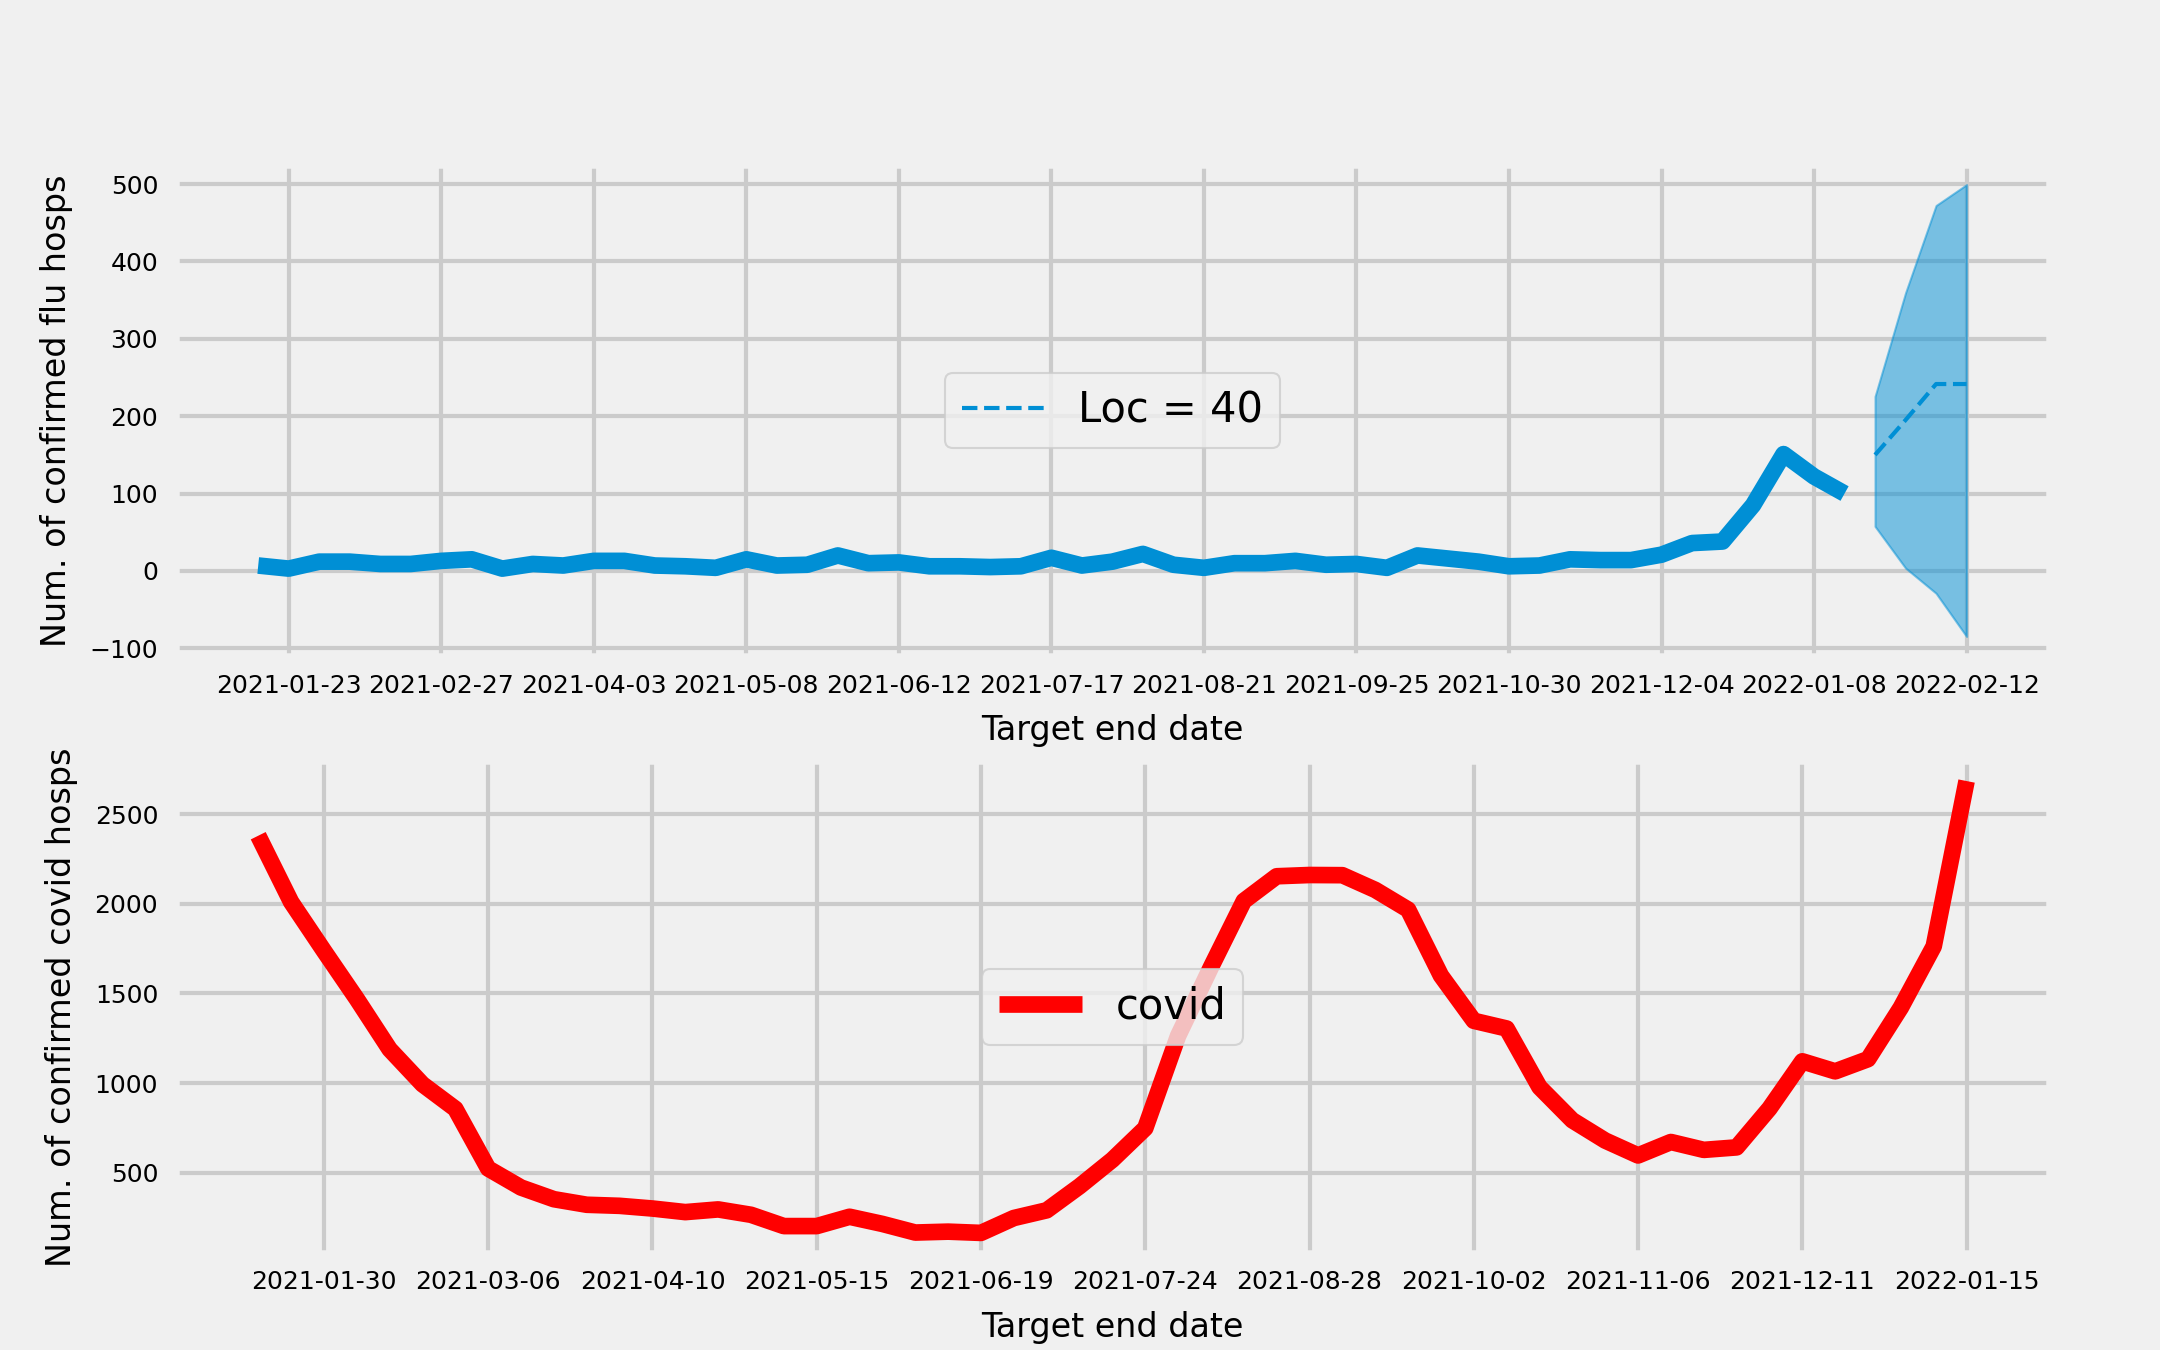 Num. of confirmed flu hosps
500
400
300
200
100
0
−100
Loc = 40
2021-01-23 2021-02-27 2021-04-03 2021-05-08 2021-06-12 2021-07-17 2021-08-21 2021-09-25 2021-10-30 2021-12-04 2022-01-08 2022-02-12
Target end date
Num. of confirmed covid hosps
2500
2000
1500
1000
500
covid
2021-01-30 2021-03-06 2021-04-10 2021-05-15 2021-06-19 2021-07-24 2021-08-28 2021-10-02 2021-11-06 2021-12-11 2022-01-15
Target end date